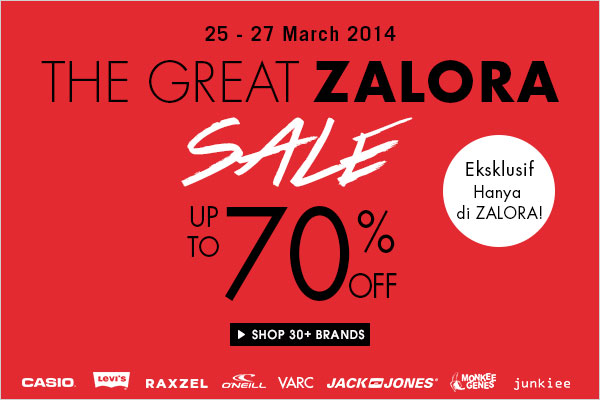 25 - 27 March 2014
THE GREAT ZALORA
SALE
UP TO 70% OFF
Eksklusif
Hanya
di ZALORA!
SHOP 30+ BRANDS
CASIO LEVI'S RAXZEL O'NEILL VARC JACK & JONES MONKEE GENES junkiee